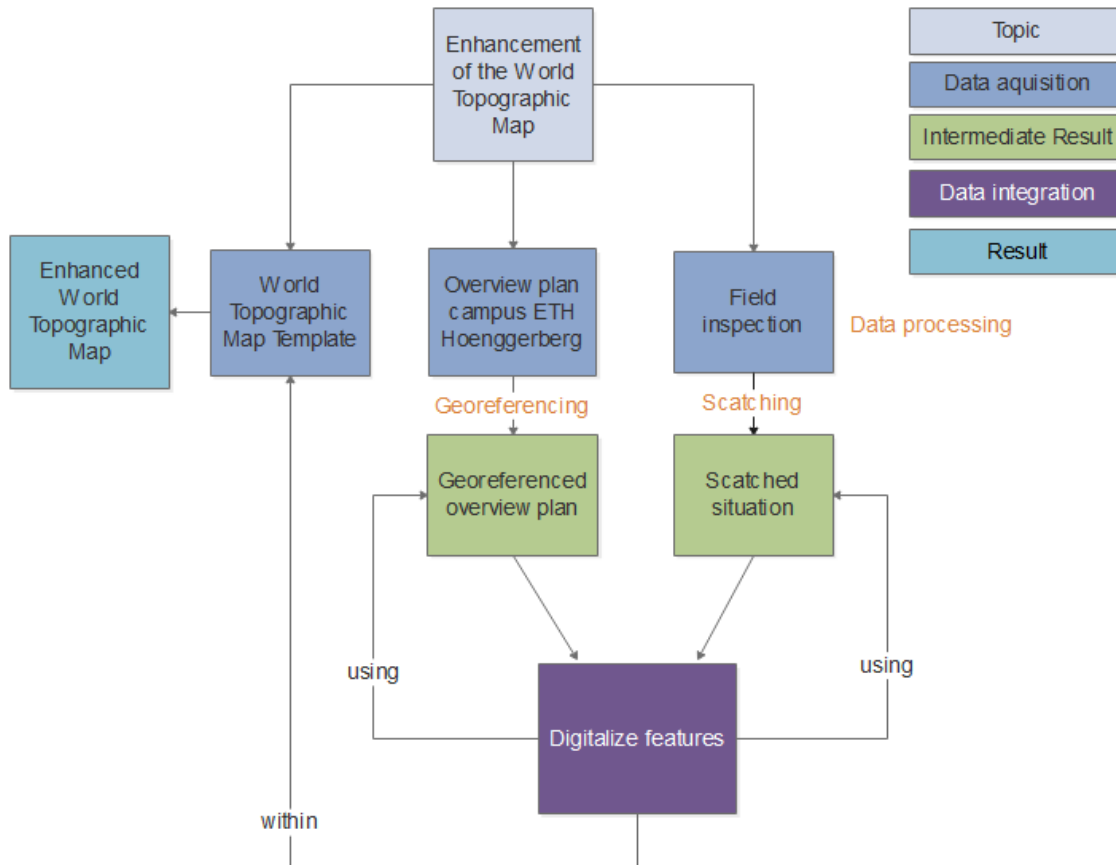 Enhancement
of the World
Topographic
Map
Topic
Data aquisition
Intermediate Result
Data integration
Result
Enhanced
World
Topographic
Map
World
Topographic
Map Template
Overview plan
campus ETH
Hoenggerberg
Field
inspection
Data processing
Georeferencing
Scatching
Georeferenced
overview plan
Scatched
situation
using
using
Digitalize features
within